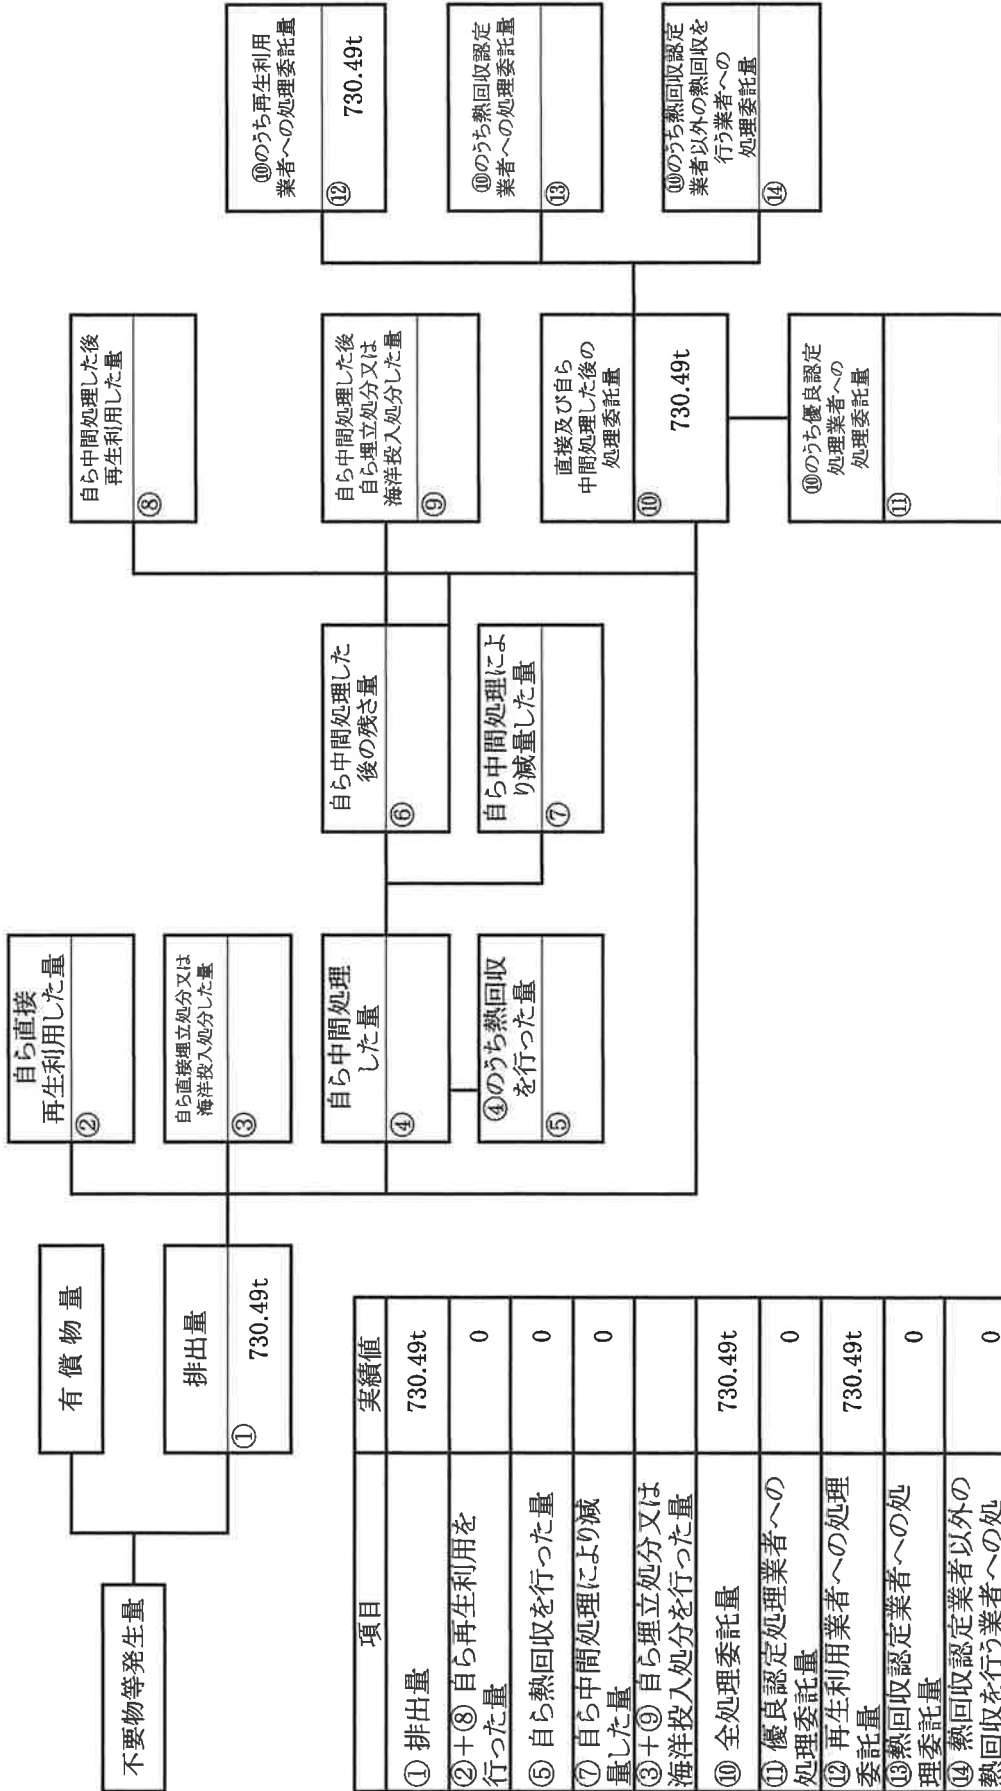 不要物等発生量
有償物量
排出量
①
730.49t
自ら直接
再生利用した量
②
自ら直接埋立処分又は
海洋投入処分した量
③
自ら中間処理
した量
④
④のうち熱回収
を行った量
⑤
自ら中間処理した
後の残さ量
⑥
自ら中間処理によ
り減量した量
⑦
自ら中間処理した後
再生利用した量
⑧
自ら中間処理した後
自ら埋立処分又は
海洋投入処分した量
⑨
直接及び自ら
中間処理した後の
処理委託量
⑩
730.49t
⑩のうち優良認定
処理業者への
処理委託量
⑪
⑩のうち再生利用
業者への処理委託量
⑫
730.49t
⑩のうち熱回収認定
業者への処理委託量
⑬
⑩のうち熱回収認定
業者以外の熱回収を
行う業者への
処理委託量
⑭
項目 実績値
① 排出量 730.49t
②+⑧ 自ら再生利用を
行った量 0
⑤ 自ら熱回収を行った量 0
⑦ 自ら中間処理により減
量した量 0
③+⑨ 自ら埋立処分又は
海洋投入処分を行った量
⑩ 全処理委託量 730.49t
⑪ 優良認定処理業者への
処理委託量 0
⑫ 再生利用業者への処理
委託量 730.49t
⑬熱回収認定業者への処
理委託量 0
⑭ 熱回収認定業者以外の
熱回収を行う業者への処 0